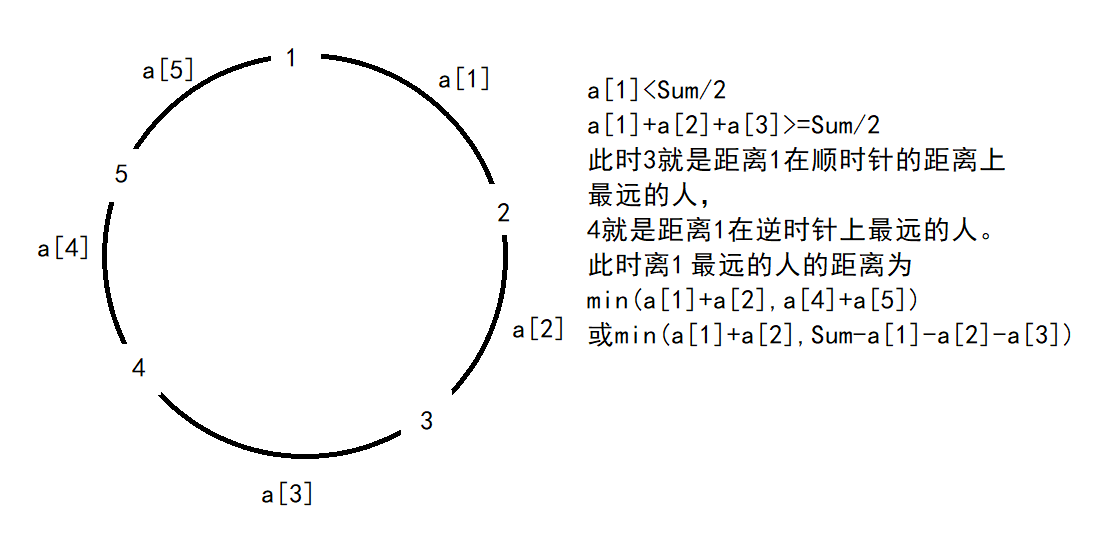 1
a[5]
a[1]
5
2
a[4]
a[2]
4
3
a[3]
a[1]<Sum/2
a[1]+a[2]+a[3]>=Sum/2
此时3就是距离1在顺时针的距离上
最远的人，
4就是距离1在逆时针上最远的人。
此时离1最远的人的距离为
min(a[1]+a[2],a[4]+a[5])
或min(a[1]+a[2],Sum-a[1]-a[2]-a[3])